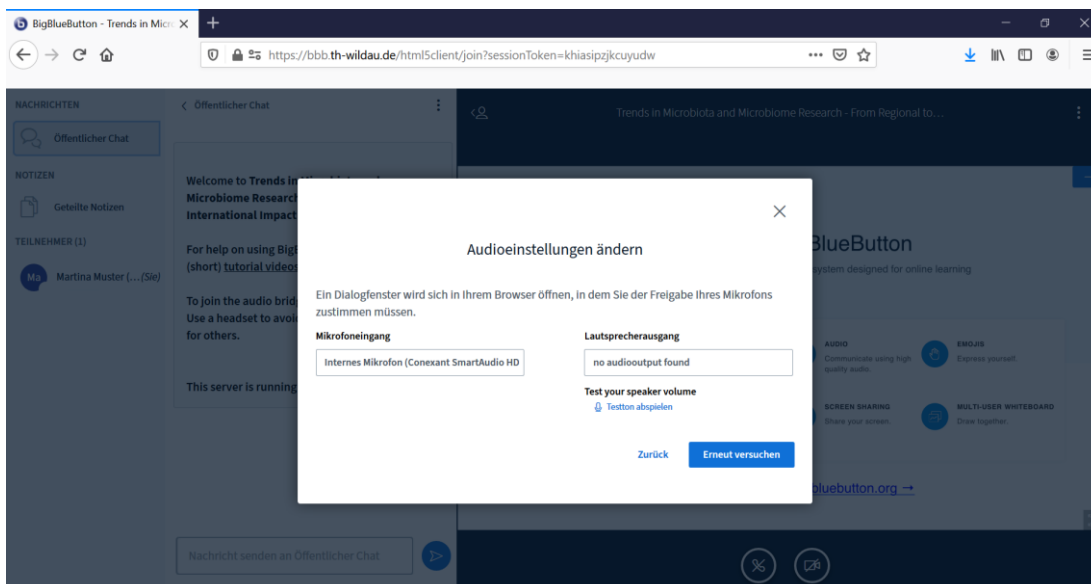 BigBlueButton - Trends in Micr
https://bbb.th-wildau.de/html5client/join?sessionToken=khiasipzjkcuyudw
NACHRICHTEN
Öffentlicher Chat
NOTIZEN
Geteilte Notizen
TEILNEHMER (1)
Ma
Martina Muster (... (Sie)
Öffentlicher Chat
Welcome to Trends in
Microbiome Research
International Impact
For help on using Big
(short) tutorial videos
To join the audio brid
Use a headset to avoi
for others.
This server is running
Nachricht senden an Öffentlicher Chat
Trends in Microbiota and Microbiome Research - From Regional to...
BlueButton
system designed for online learning
AUDIO
Communicate using high
quality audio.
EMOJIS
Express yourself.
SCREEN SHARING
Share your screen.
MULTI-USER WHITEBOARD
Draw together.
bluebutton.org →
Audioeinstellungen ändern
Ein Dialogfenster wird sich in Ihrem Browser öffnen, in dem Sie der Freigabe Ihres Mikrofons
zustimmen müssen.
Mikrofoneingang
Internes Mikrofon (Conexant SmartAudio HD
Lautsprecherausgang
no audiooutput found
Test your speaker volume
Testton abspielen
Zurück
Erneut versuchen